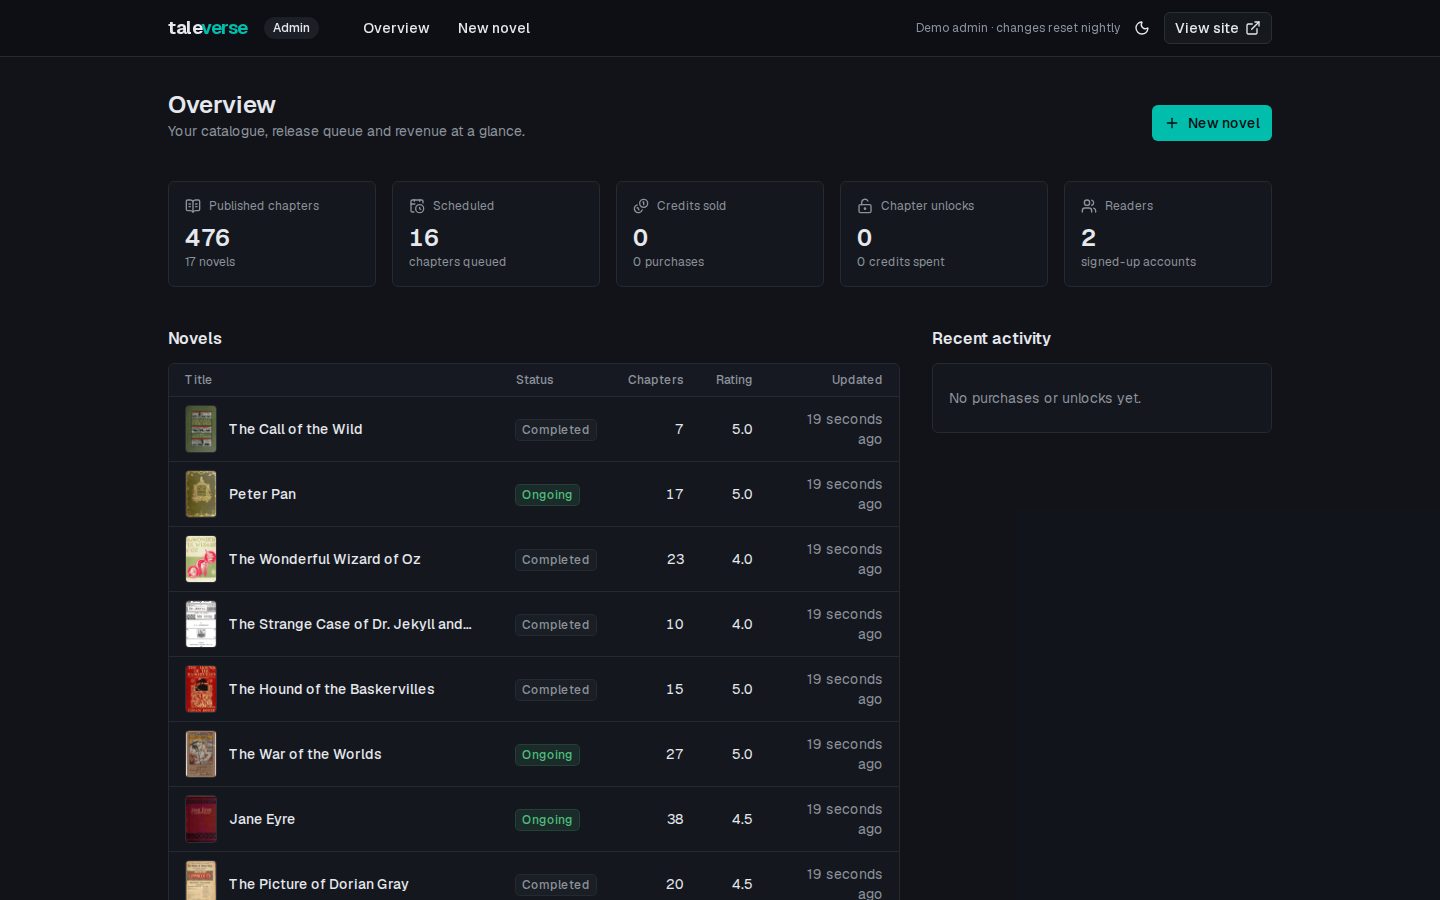 taleverse Admin Overview New novel Demo admin · changes reset nightly View site
Overview
Your catalogue, release queue and revenue at a glance.
New novel
Published chapters
476
17 novels
Scheduled
16
chapters queued
Credits sold
0
0 purchases
Chapter unlocks
0
0 credits spent
Readers
2
signed-up accounts
Novels
Title Status Chapters Rating Updated
The Call of the Wild Completed 7 5.0 19 seconds
ago
Peter Pan Ongoing 17 5.0 19 seconds
ago
The Wonderful Wizard of Oz Completed 23 4.0 19 seconds
ago
The Strange Case of Dr. Jekyll and… Completed 10 4.0 19 seconds
ago
The Hound of the Baskervilles Completed 15 5.0 19 seconds
ago
The War of the Worlds Ongoing 27 5.0 19 seconds
ago
Jane Eyre Ongoing 38 4.5 19 seconds
ago
The Picture of Dorian Gray Completed 20 4.5 19 seconds
ago
Recent activity
No purchases or unlocks yet.